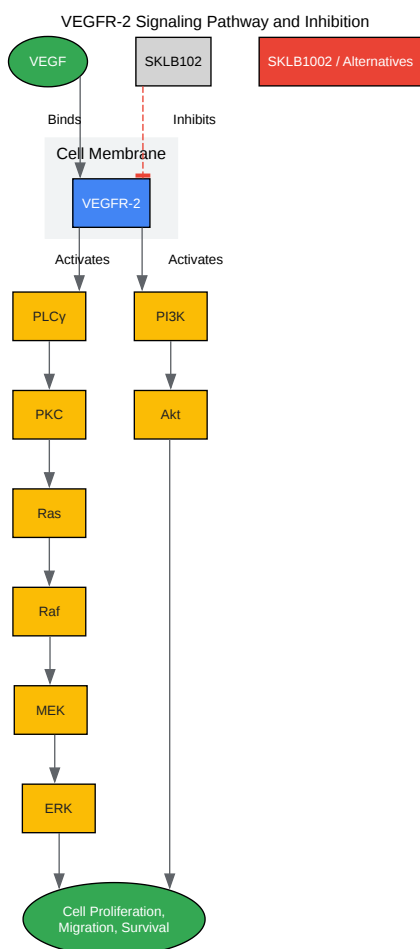 VEGFR-2 Signaling Pathway and Inhibition
VEGF
SKLB102
SKLB1002 / Alternatives
Binds
Inhibits
Cell Membrane
VEGFR-2
Activates
Activates
PLCγ
PI3K
PKC
Akt
Ras
Raf
MEK
ERK
Cell Proliferation,
Migration, Survival